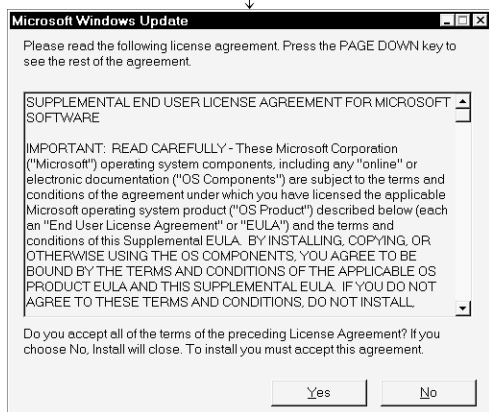 Microsoft Windows Update
Please read the following license agreement. Press the PAGE DOWN key to
see the rest of the agreement.
SUPPLEMENTAL END USER LICENSE AGREEMENT FOR MICROSOFT
SOFTWARE
IMPORTANT: READ CAREFULLY - These Microsoft Corporation
("Microsoft") operating system components, including any "online" or
electronic documentation ("OS Components") are subject to the terms and
conditions of the agreement under which you have licensed the applicable
Microsoft operating system product ("OS Product") described below (each
an "End User License Agreement" or "EULA") and the terms and
conditions of this Supplemental EULA. BY INSTALLING, COPYING, OR
OTHERWISE USING THE OS COMPONENTS, YOU AGREE TO BE
BOUND BY THE TERMS AND CONDITIONS OF THE APPLICABLE OS
PRODUCT EULA AND THIS SUPPLEMENTAL EULA. IF YOU DO NOT
AGREE TO THESE TERMS AND CONDITIONS, DO NOT INSTALL,
Do you accept all of the terms of the preceding License Agreement? If you
choose No, Install will close. To install you must accept this agreement.
Yes No